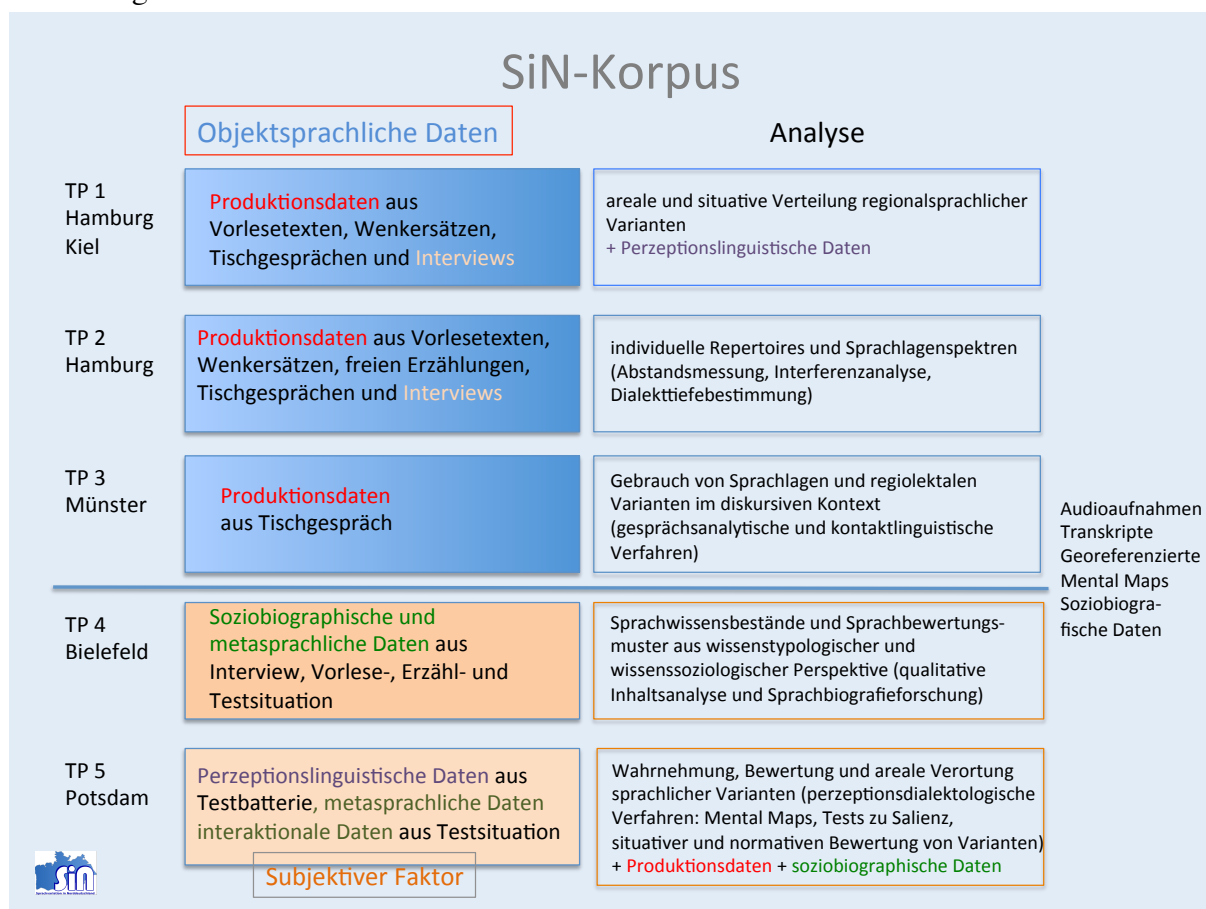 SiN-Korpus
Objektsprachliche Daten
Analyse
TP 1
Hamburg
Kiel
Produktionsdaten aus
Vorlesetexten, Wenkersätzen,
Tischgesprächen und Interviews
areale und situative Verteilung regionalsprachlicher
Varianten
+ Perzeptionslinguistische Daten
TP 2
Hamburg
Produktionsdaten aus Vorlesetexten,
Wenkersätzen, freien Erzählungen,
Tischgesprächen und Interviews
individuelle Repertoires und Sprachlagenspektren
(Abstandsmessung, Interferenzanalyse,
Dialekttiefebestimmung)
TP 3
Münster
Produktionsdaten
aus Tischgespräch
Gebrauch von Sprachlagen und regiolektalen
Varianten im diskursiven Kontext
(gesprächsanalytische und kontaktlinguistische
Verfahren)
Audioaufnahmen
Transkripte
Georeferenzierte
Mental Maps
Soziobiogra-
fische Daten
TP 4
Bielefeld
Soziobiographische und
metasprachliche Daten aus
Interview, Vorlese-, Erzähl- und
Testsituation
Sprachwissensbestände und Sprachbewertungs-
muster aus wissenstypologischer und
wissenssoziologischer Perspektive (qualitative
Inhaltsanalyse und Sprachbiografieforschung)
TP 5
Potsdam
Perzeptionslinguistische Daten aus
Testbatterie, metasprachliche Daten
interaktionale Daten aus Testsituation
Wahrnehmung, Bewertung und areale Verortung
sprachlicher Varianten (perzeptionsdialektologische
Verfahren: Mental Maps, Tests zu Salienz,
situativer und normativen Bewertung von Varianten)
+ Produktionsdaten + soziobiographische Daten
Subjektiver Faktor
SiN